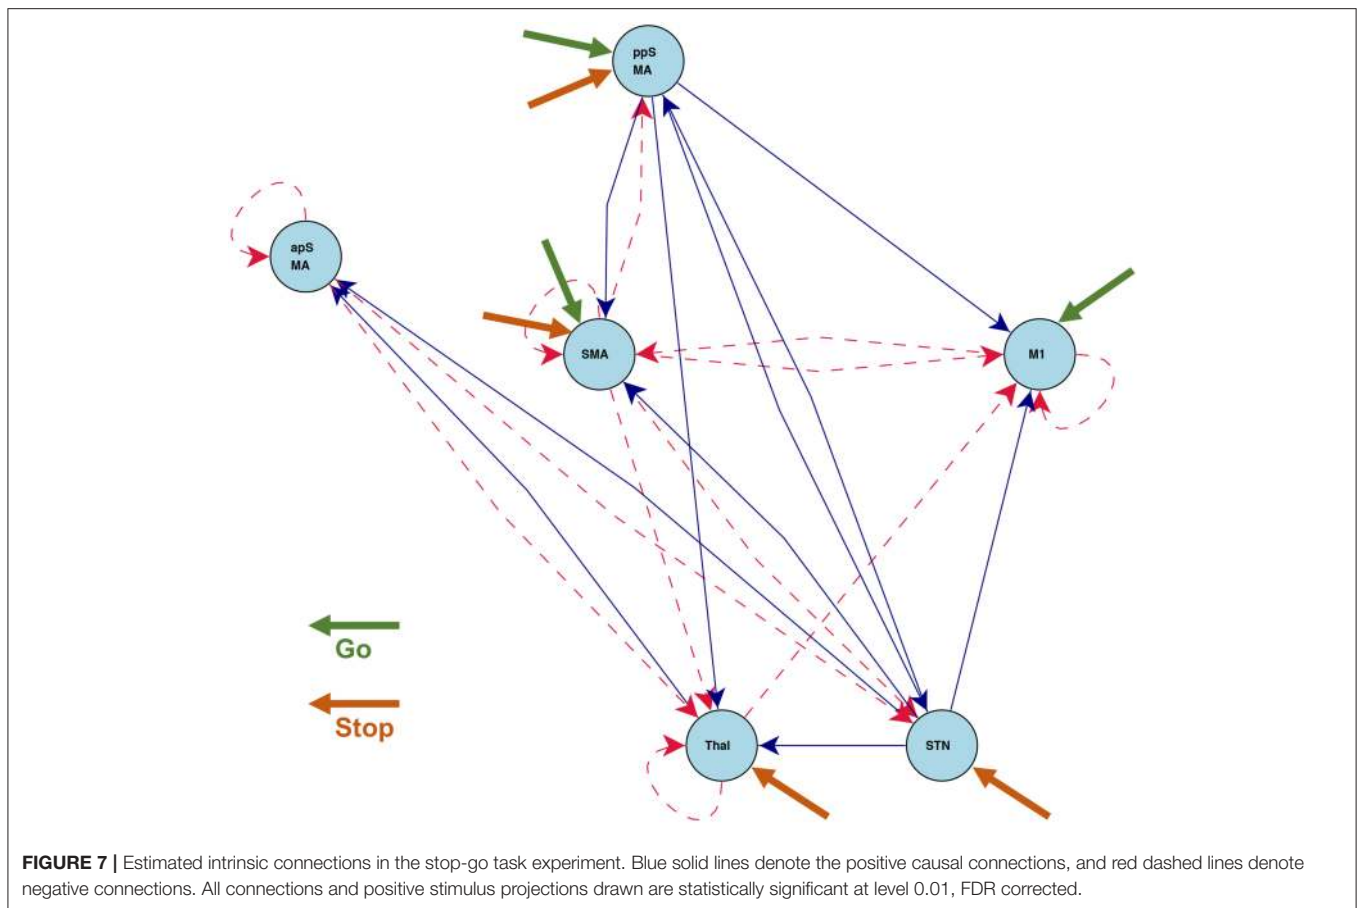 ppS
MA
apS
MA
SMA
M1
Go
Stop
Thal
STN
FIGURE 7 | Estimated intrinsic connections in the stop-go task experiment. Blue solid lines denote the positive causal connections, and red dashed lines denote
negative connections. All connections and positive stimulus projections drawn are statistically significant at level 0.01, FDR corrected.